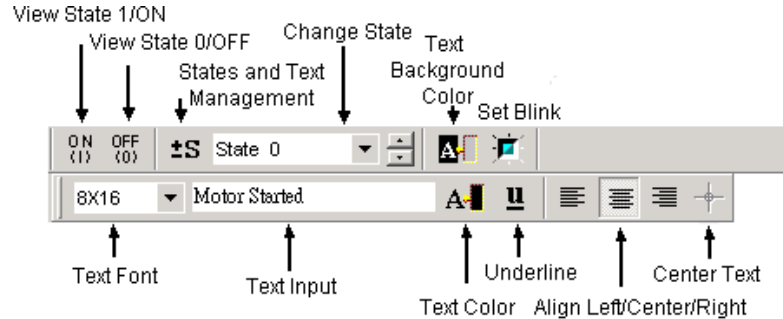 View State 1/ON
View State 0/OFF
Change State
Text
Background
Color
States and Text
Management
Set Blink
ON
(1)
OFF
(0)
±S
State 0
A
8X16
Motor Started
A
u
Text Font
Text Input
Text Color
Underline
Align Left/Center/Right
Center Text